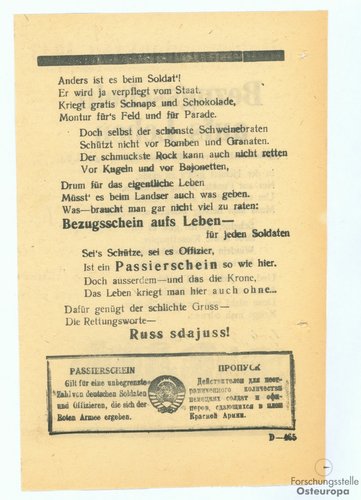 Anders ist es beim Soldat'!
Er wird ja verpflegt vom Staat.
Kriegt gratis Schnaps und Schokolade,
Montur für's Feld und für Parade.
Doch selbst der schönste Schweinebraten
Schützt nicht vor Bomben und Granaten.
Der schmuckste Rock kann auch nicht retten
Vor Kugeln und vor Bajonetten,
Drum für das eigentliche Leben
Müsst' es beim Landser auch was geben.
Was—braucht man gar nicht viel zu raten:
Bezugsschein aufs Leben—
für jeden Soldaten
Sei's Schütze, sei es Offizier,
Ist ein Passierschein so wie hier.
Doch ausserdem—und das die Krone,
Das Leben kriegt man hier auch ohne...
Dafür genügt der schlichte Gruss—
Die Rettungsworte—
Russ sdajuss!
PASSIERSCHEIN
Gilt für eine unbegrenzte
Zahl von deutschen Soldaten
und Offizieren, die sich der
Roten Armee ergeben.
ПРОПУСК
Действителен для неог-
раниченного количества
немецких солдат и офи-
церов, сдающихся в плен
Красной Армии.
D—465
Forschungsstelle
Osteuropa